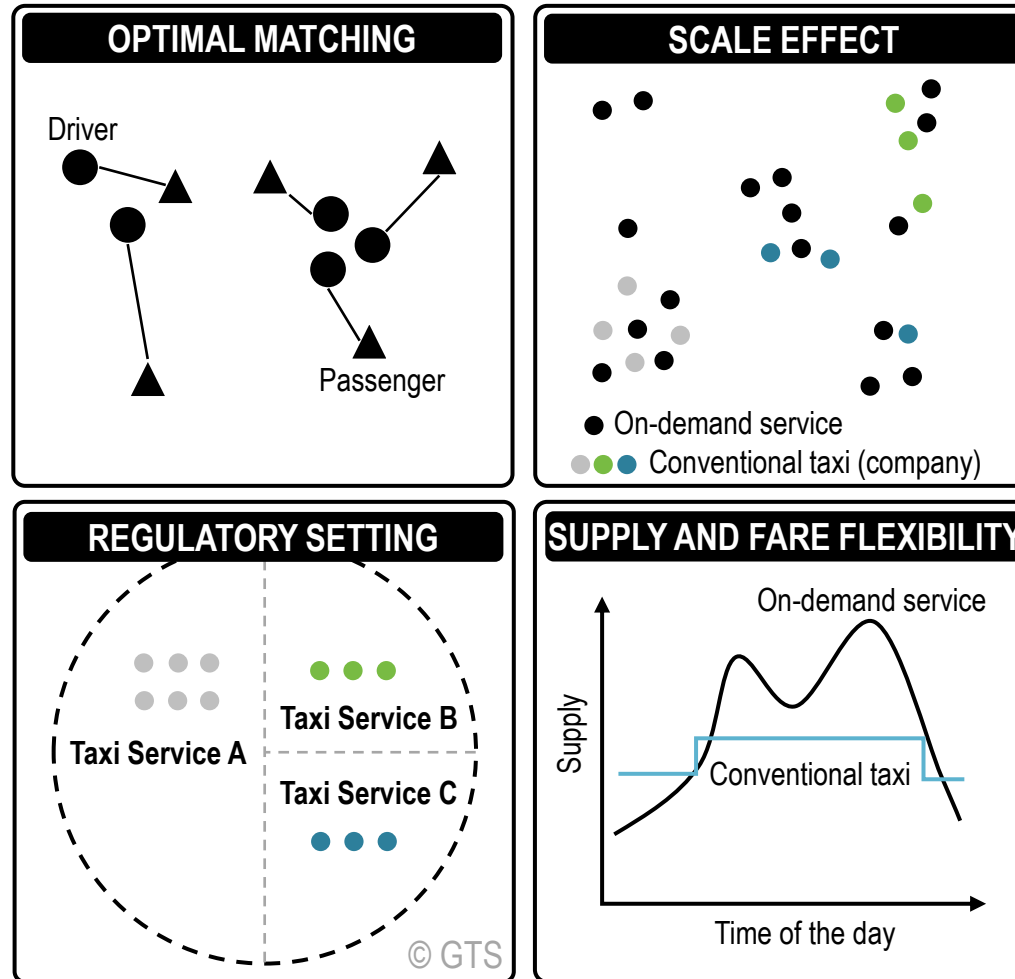 OPTIMAL MATCHING
Driver
Passenger
SCALE EFFECT
On-demand service
Conventional taxi (company)
REGULATORY SETTING
Taxi Service A
Taxi Service B
Taxi Service C
© GTS
SUPPLY AND FARE FLEXIBILITY
On-demand service
Supply
Conventional taxi
Time of the day